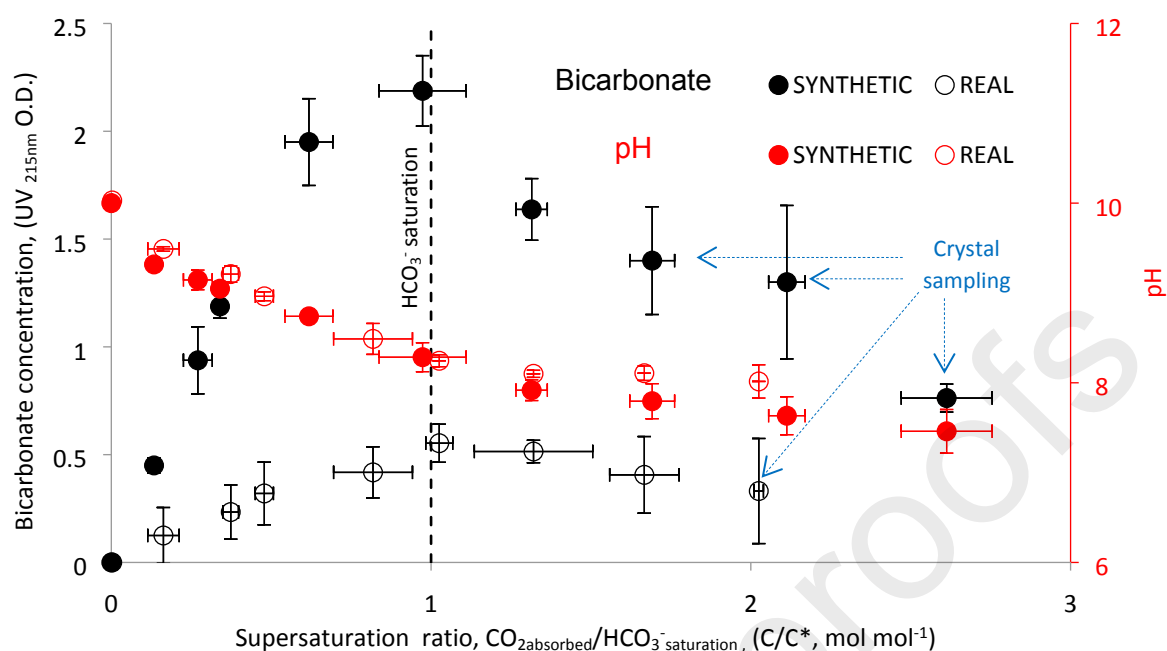 2.5
2
1.5
1
0.5
0
Bicarbonate concentration, (UV 215nm O.D.)
12
10
8
6
pH
Bicarbonate
SYNTHETIC
REAL
pH
SYNTHETIC
REAL
HCO₃⁻ saturation
Crystal
sampling
0
1
2
3
Supersaturation ratio, CO₂absorbed/HCO₃⁻saturation, (C/C*, mol mol⁻¹)
proofs